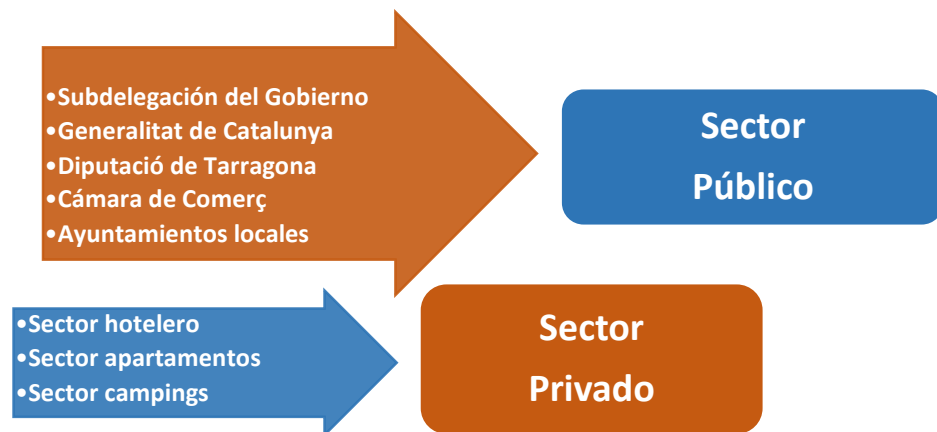 •Subdelegación del Gobierno
•Generalitat de Catalunya
•Diputació de Tarragona
•Cámara de Comerç
•Ayuntamientos locales
Sector
Público
•Sector hotelero
•Sector apartamentos
•Sector campings
Sector
Privado